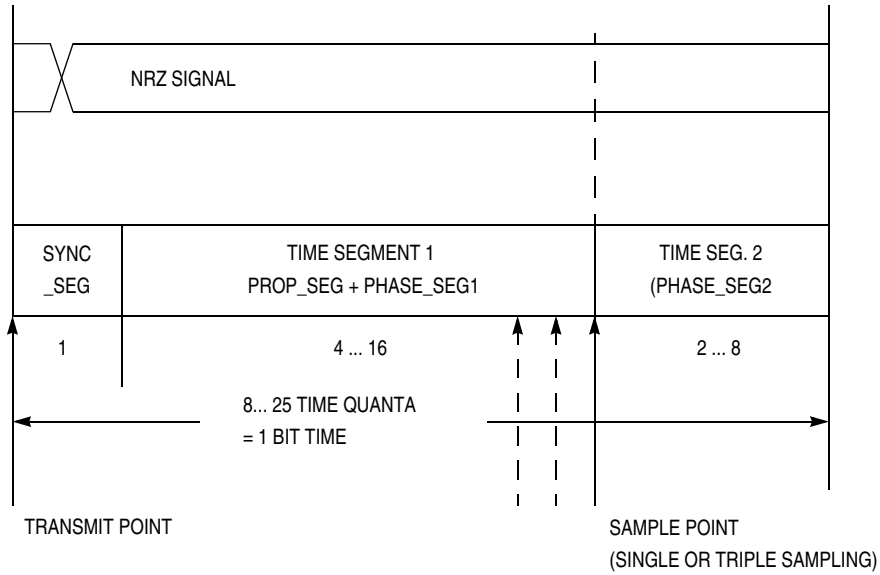 NRZ SIGNAL
SYNC
_SEG
TIME SEGMENT 1
PROP_SEG + PHASE_SEG1
TIME SEG. 2
(PHASE_SEG2
1
4 ... 16
2 ... 8
8... 25 TIME QUANTA
= 1 BIT TIME
TRANSMIT POINT
SAMPLE POINT
(SINGLE OR TRIPLE SAMPLING)